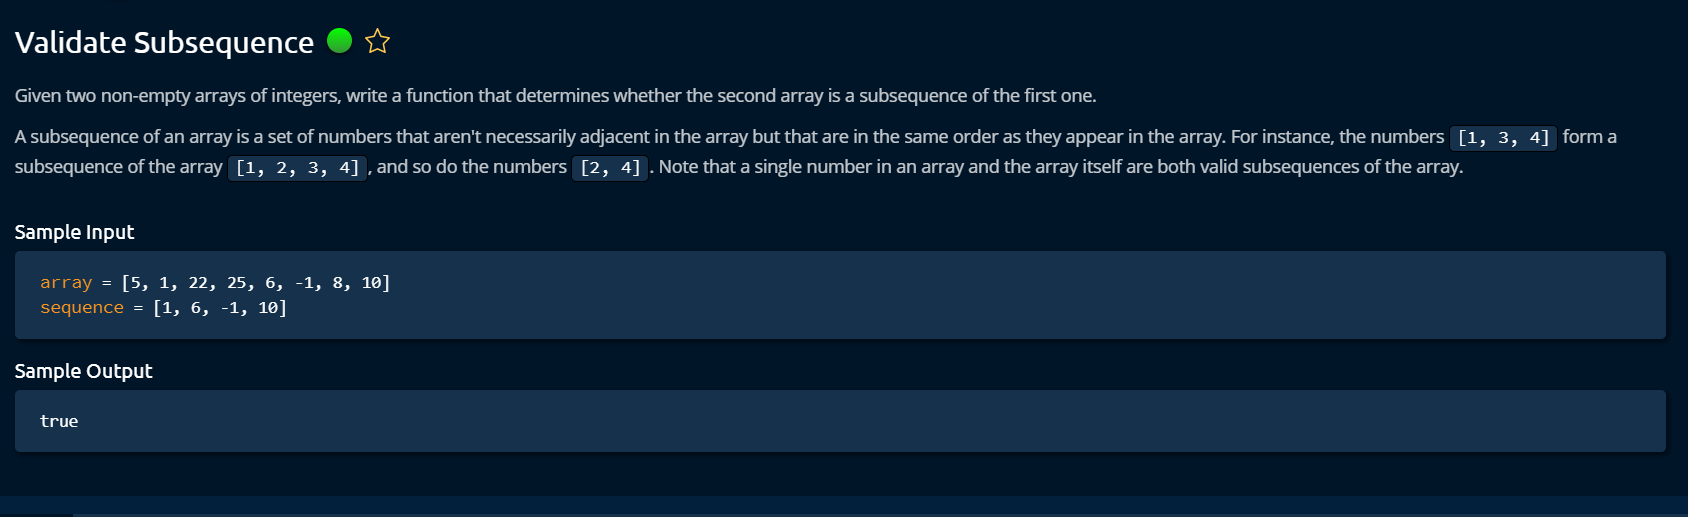 Validate Subsequence
Given two non-empty arrays of integers, write a function that determines whether the second array is a subsequence of the first one.
A subsequence of an array is a set of numbers that aren't necessarily adjacent in the array but that are in the same order as they appear in the array. For instance, the numbers [1, 3, 4] form a
subsequence of the array [1, 2, 3, 4], and so do the numbers [2, 4]. Note that a single number in an array and the array itself are both valid subsequences of the array.
Sample Input
array = [5, 1, 22, 25, 6, -1, 8, 10]
sequence = [1, 6, -1, 10]
Sample Output
true